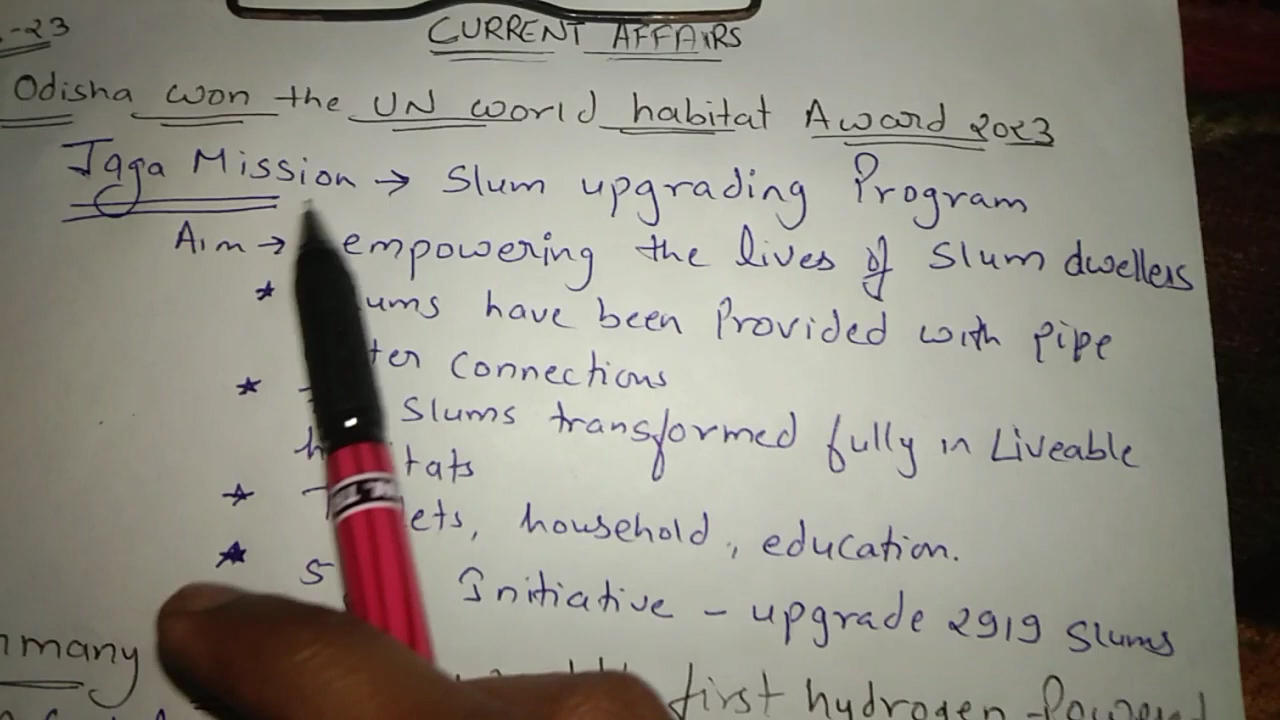 -23
CURRENT AFFAIRS
Odisha won the UN world habitat Award 2023
Jaga Mission → Slum upgrading Program
Aim → empowering the lives of Slum dwellers
* ums have been Provided with pipe
ter connections
* Slums transformed fully in Liveable
h tats
* ets, household, education.
* 5 Initiative - upgrade 2919 Slums
many first hydrogen-Powered